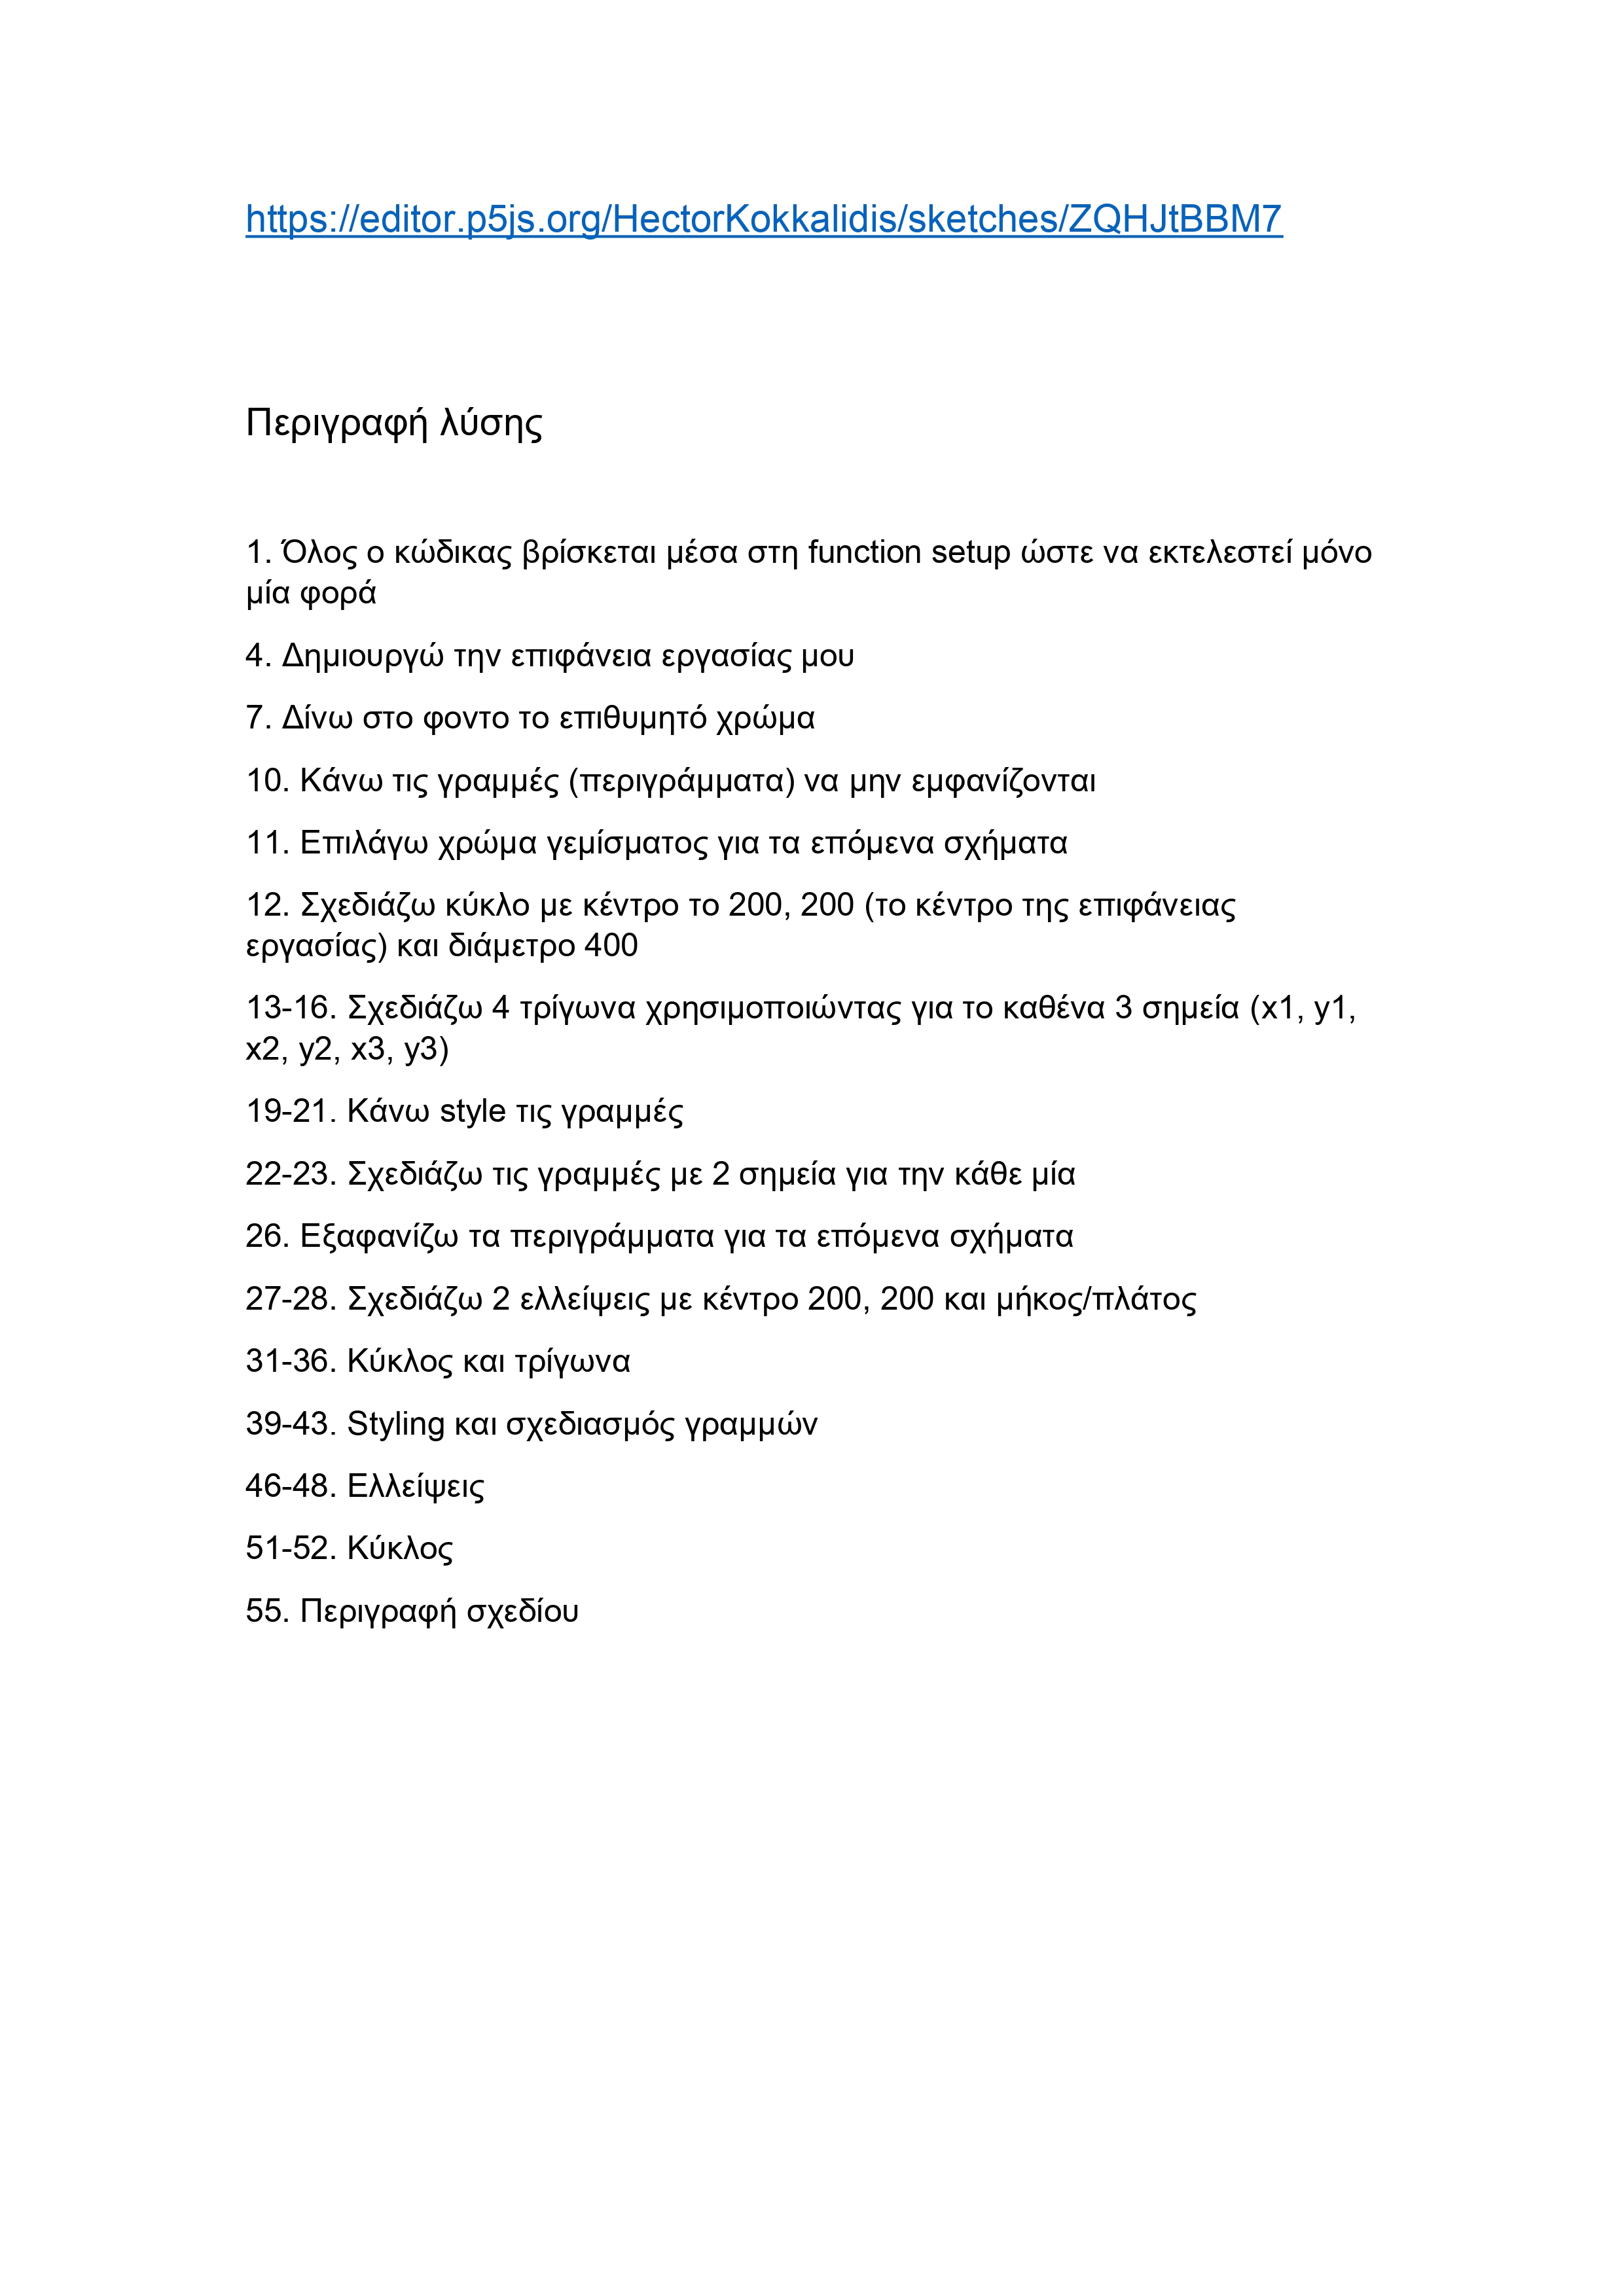 https://editor.p5js.org/HectorKokkalidis/sketches/ZQHJtBBM7
Περιγραφή λύσης
1. Όλος ο κώδικας βρίσκεται μέσα στη function setup ώστε να εκτελεστεί μόνο
μία φορά
4. Δημιουργώ την επιφάνεια εργασίας μου
7. Δίνω στο φοντο το επιθυμητό χρώμα
10. Κάνω τις γραμμές (περιγράμματα) να μην εμφανίζονται
11. Επιλάγω χρώμα γεμίσματος για τα επόμενα σχήματα
12. Σχεδιάζω κύκλο με κέντρο το 200, 200 (το κέντρο της επιφάνειας
εργασίας) και διάμετρο 400
13-16. Σχεδιάζω 4 τρίγωνα χρησιμοποιώντας για το καθένα 3 σημεία (x1, y1,
x2, y2, x3, y3)
19-21. Κάνω style τις γραμμές
22-23. Σχεδιάζω τις γραμμές με 2 σημεία για την κάθε μία
26. Εξαφανίζω τα περιγράμματα για τα επόμενα σχήματα
27-28. Σχεδιάζω 2 ελλείψεις με κέντρο 200, 200 και μήκος/πλάτος
31-36. Κύκλος και τρίγωνα
39-43. Styling και σχεδιασμός γραμμών
46-48. Ελλείψεις
51-52. Κύκλος
55. Περιγραφή σχεδίου